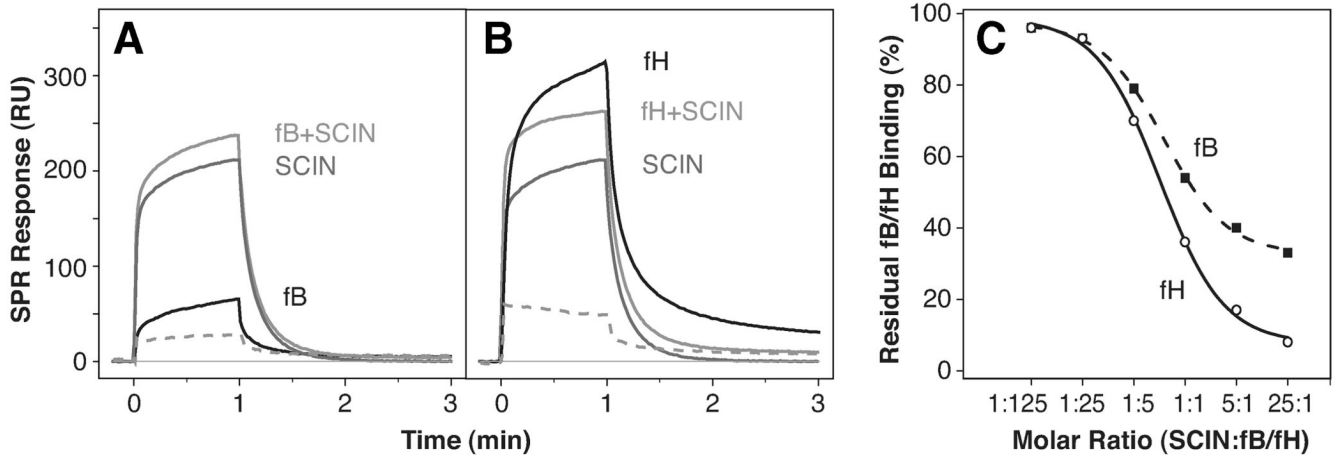 A
B
C
SPR Response (RU)
300
200
100
0
fB+SCIN
SCIN
fB
fH
fH+SCIN
SCIN
0
1
2
3
0
1
2
3
Time (min)
Residual fB/fH Binding (%)
100
80
60
40
20
0
fB
fH
1:125
1:25
1:5
1:1
5:1
25:1
Molar Ratio (SCIN:fB/fH)